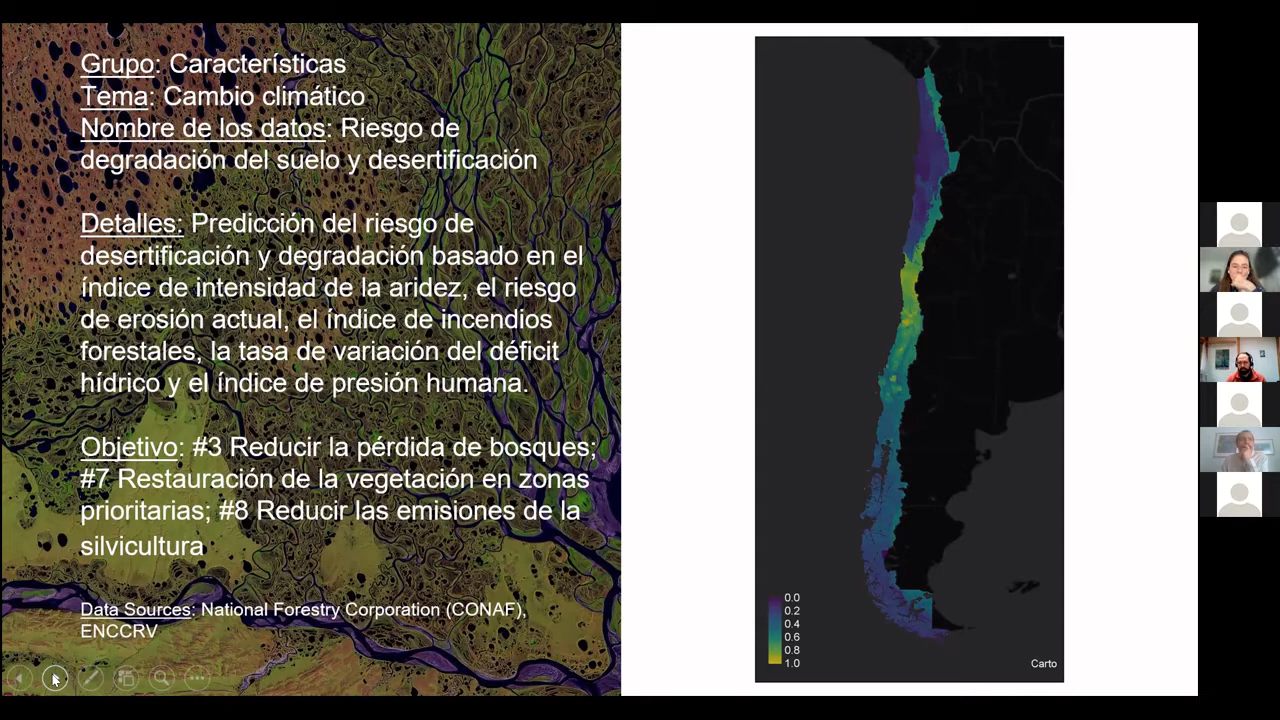 Grupo: Características
Tema: Cambio climático
Nombre de los datos: Riesgo de
degradación del suelo y desertificación
Detalles: Predicción del riesgo de
desertificación y degradación basado en el
índice de intensidad de la aridez, el riesgo
de erosión actual, el índice de incendios
forestales, la tasa de variación del déficit
hídrico y el índice de presión humana.
Objetivo: #3 Reducir la pérdida de bosques;
#7 Restauración de la vegetación en zonas
prioritarias; #8 Reducir las emisiones de la
silvicultura
Data Sources: National Forestry Corporation (CONAF),
ENCCRV
0.0
0.2
0.4
0.6
0.8
1.0
Carto